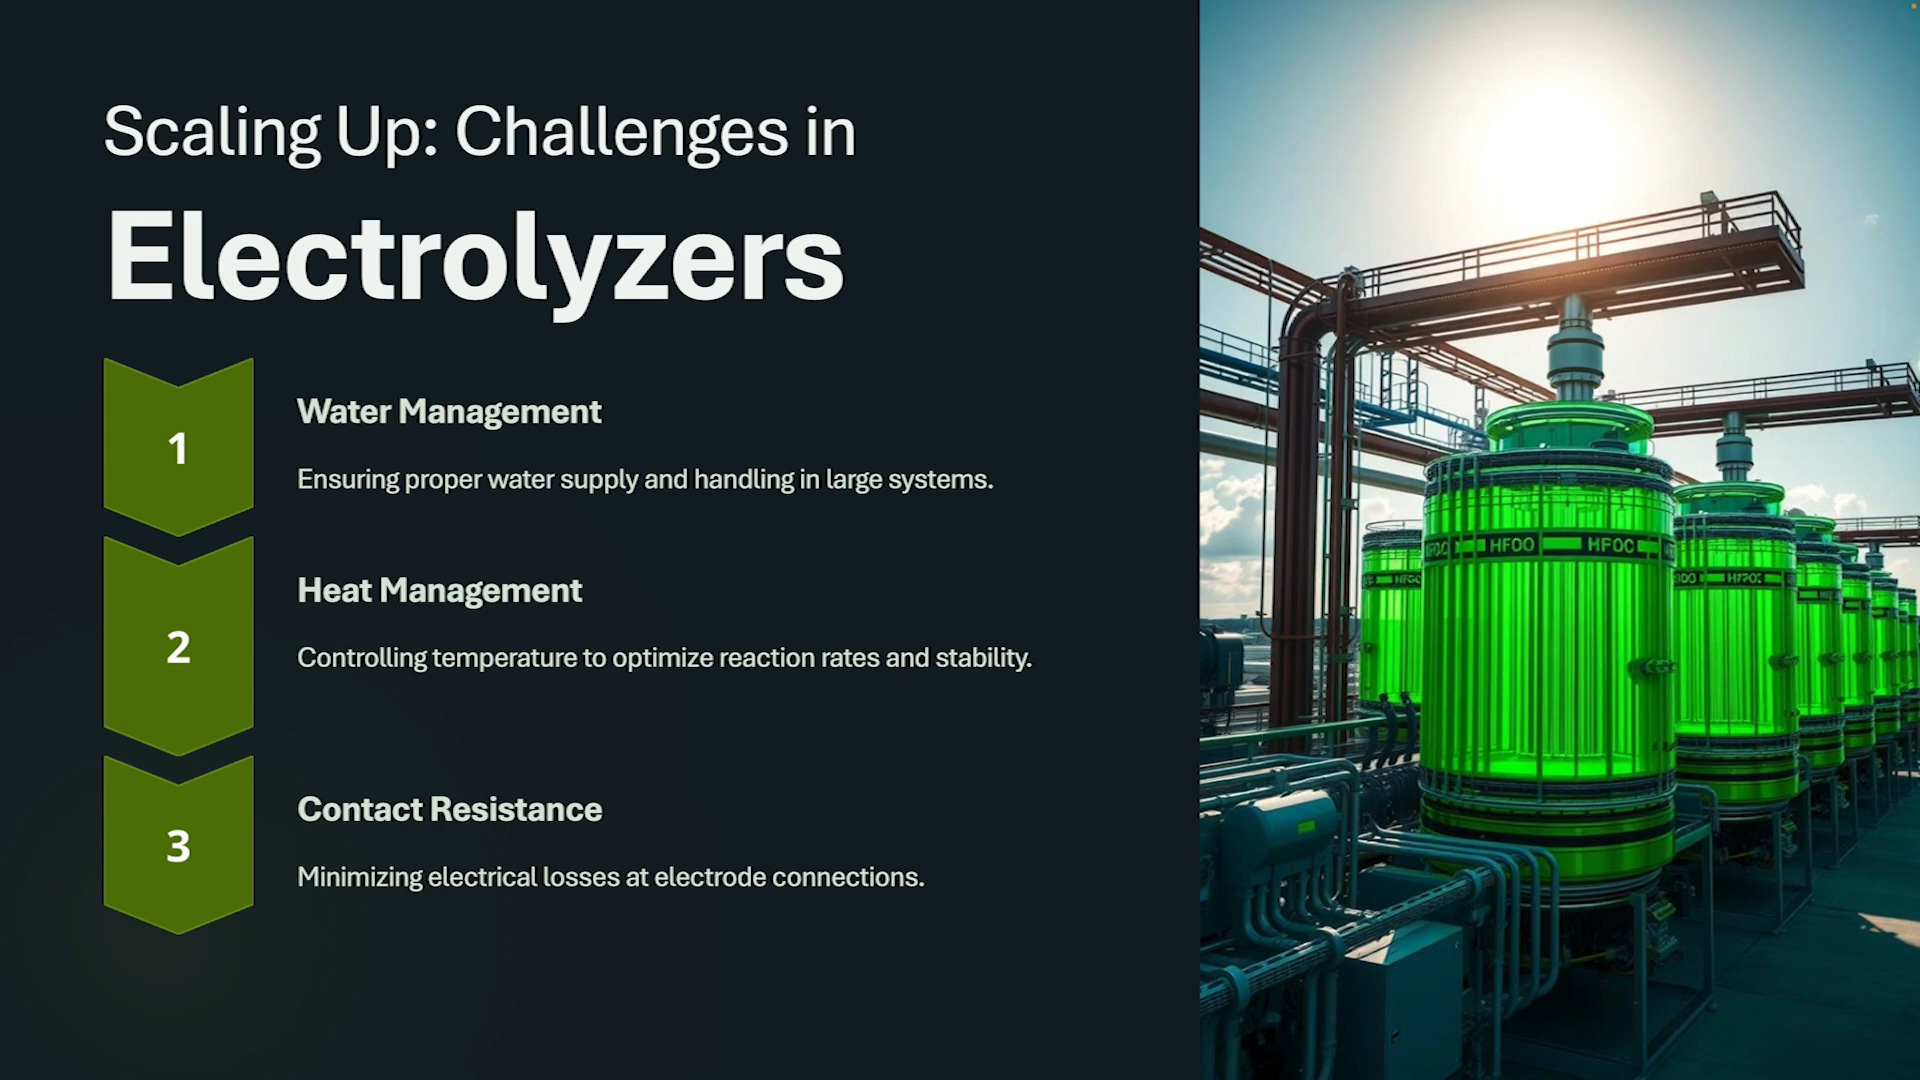 Scaling Up: Challenges in
Electrolyzers
1
Water Management
Ensuring proper water supply and handling in large systems.
2
Heat Management
Controlling temperature to optimize reaction rates and stability.
3
Contact Resistance
Minimizing electrical losses at electrode connections.
HFOO
HFOC